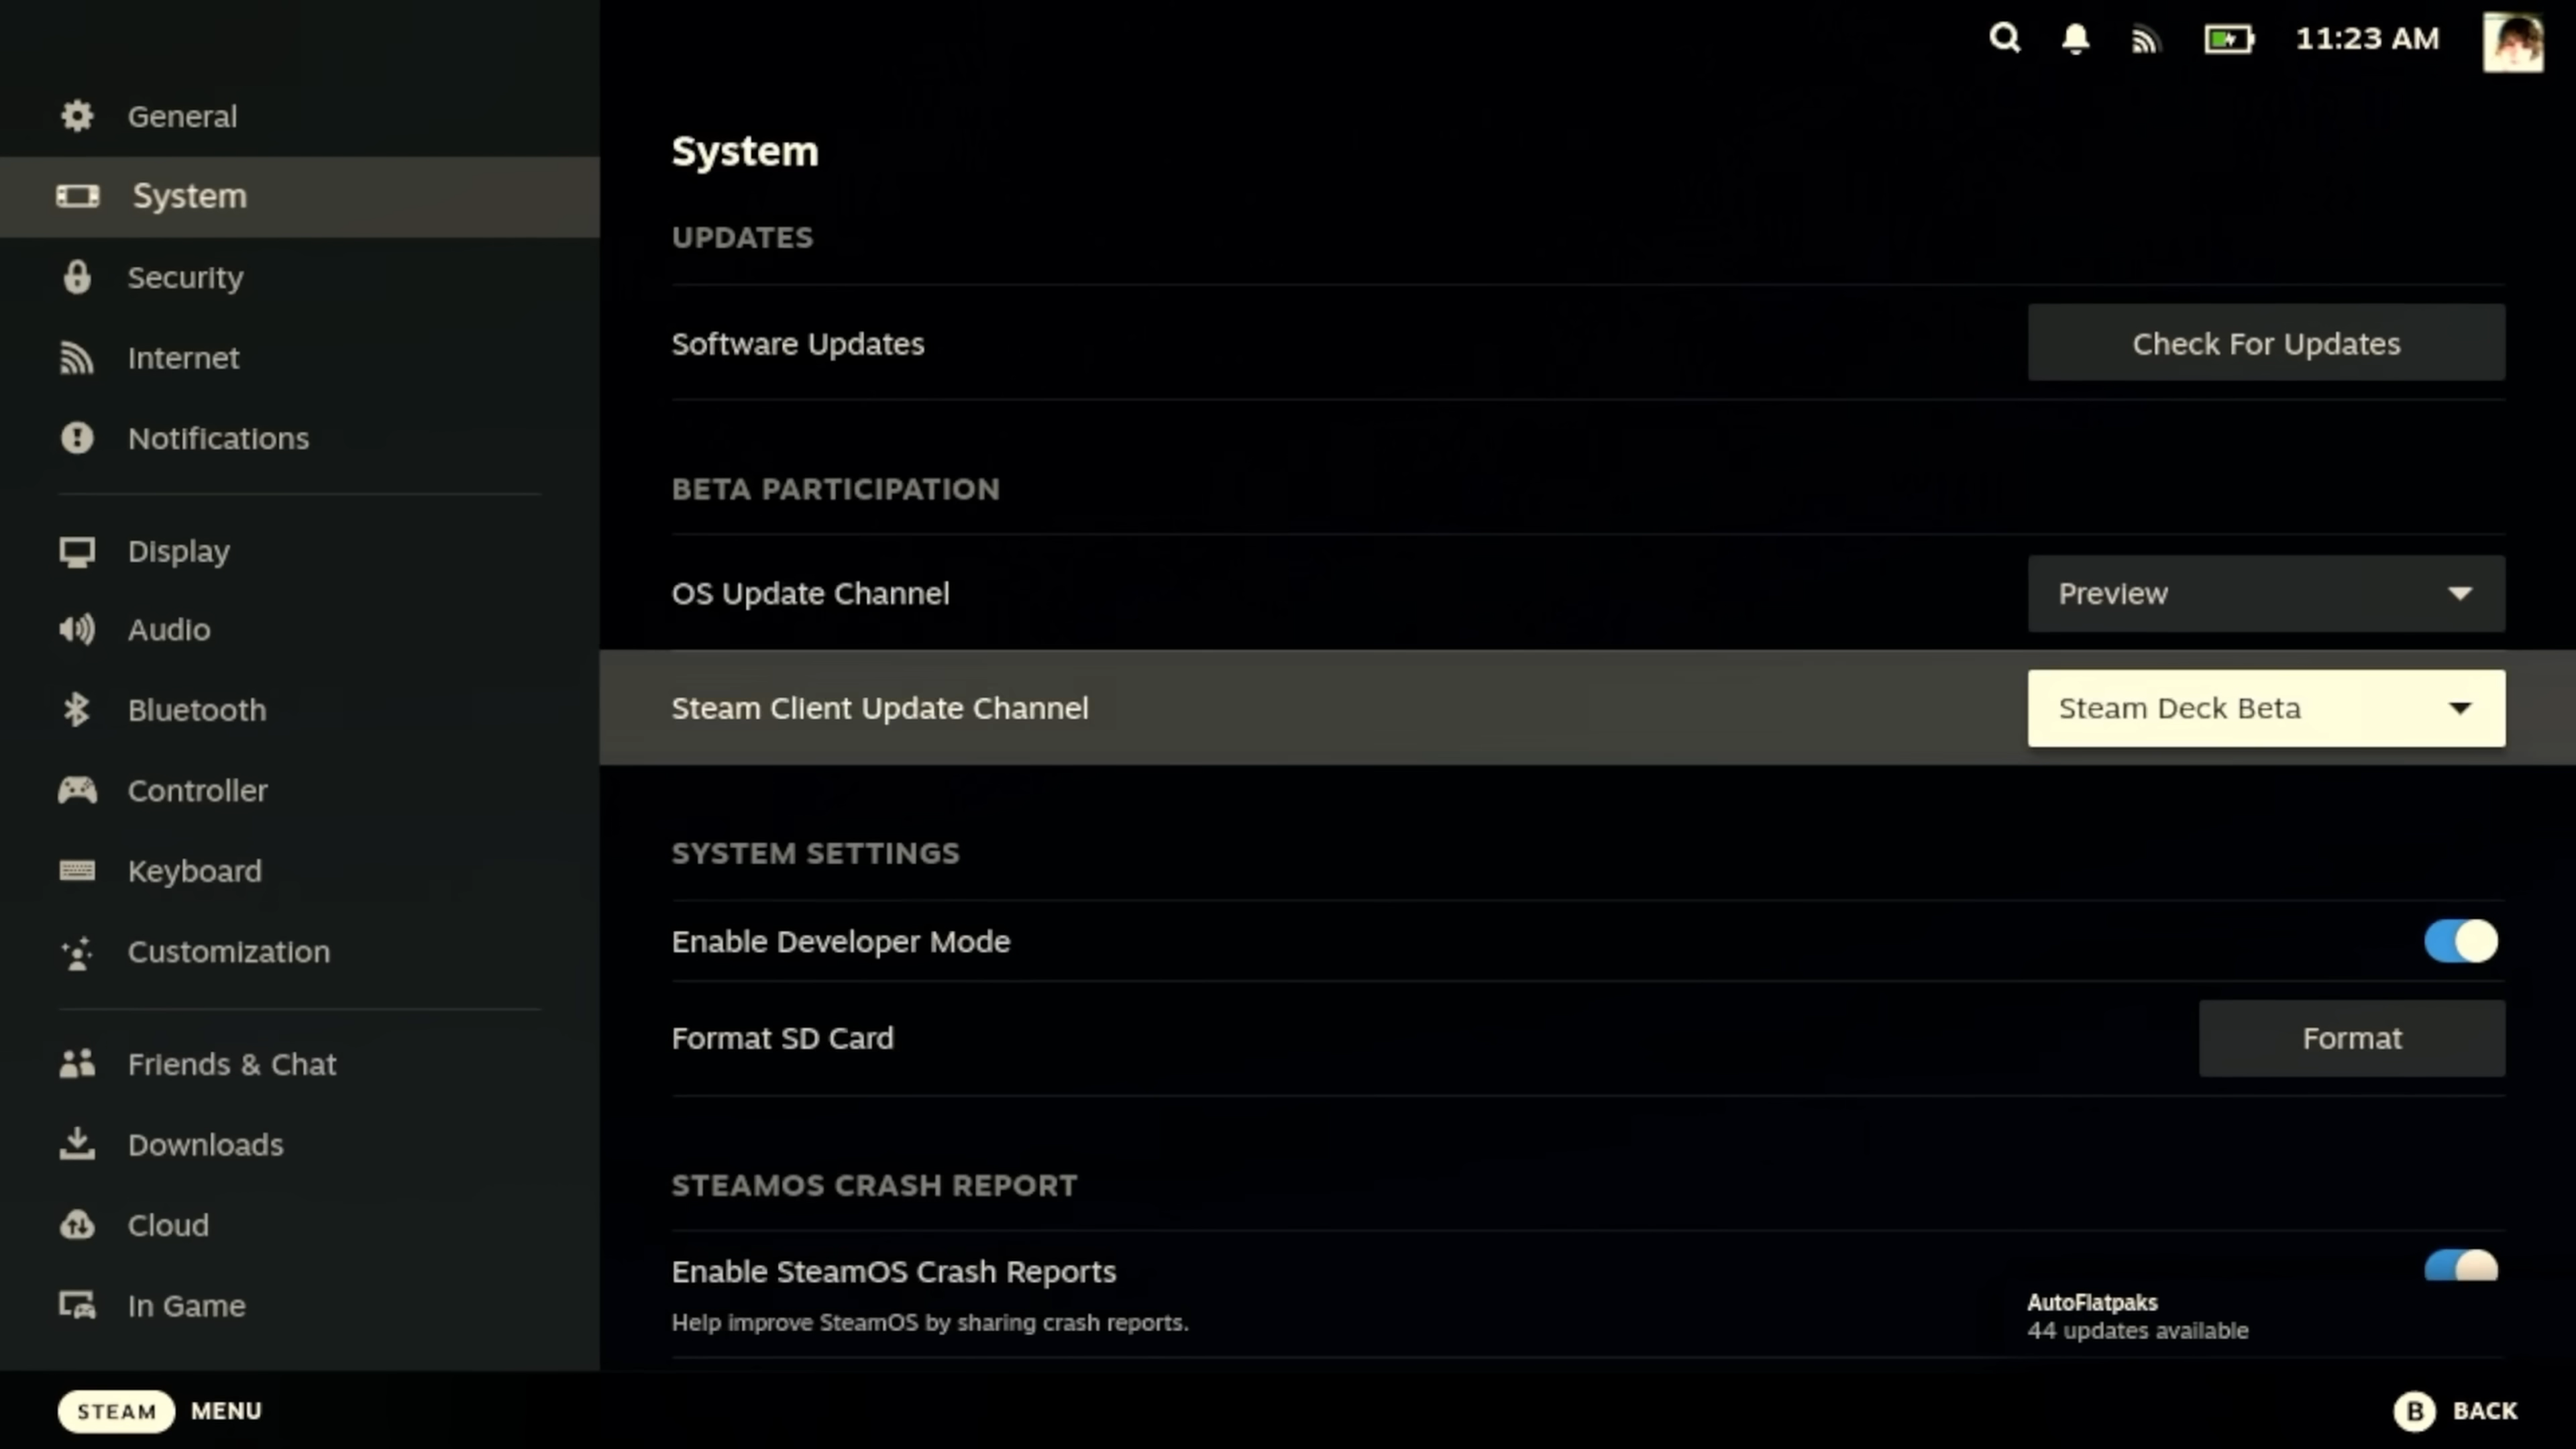 11:23 AM
General
System
Security
Internet
Notifications
Display
Audio
Bluetooth
Controller
Keyboard
Customization
Friends & Chat
Downloads
Cloud
In Game
System
UPDATES
Software Updates
Check For Updates
BETA PARTICIPATION
OS Update Channel
Preview
Steam Client Update Channel
Steam Deck Beta
SYSTEM SETTINGS
Enable Developer Mode
Format SD Card
Format
STEAMOS CRASH REPORT
Enable SteamOS Crash Reports
Help improve SteamOS by sharing crash reports.
AutoFlatpaks
44 updates available
STEAM MENU
B BACK